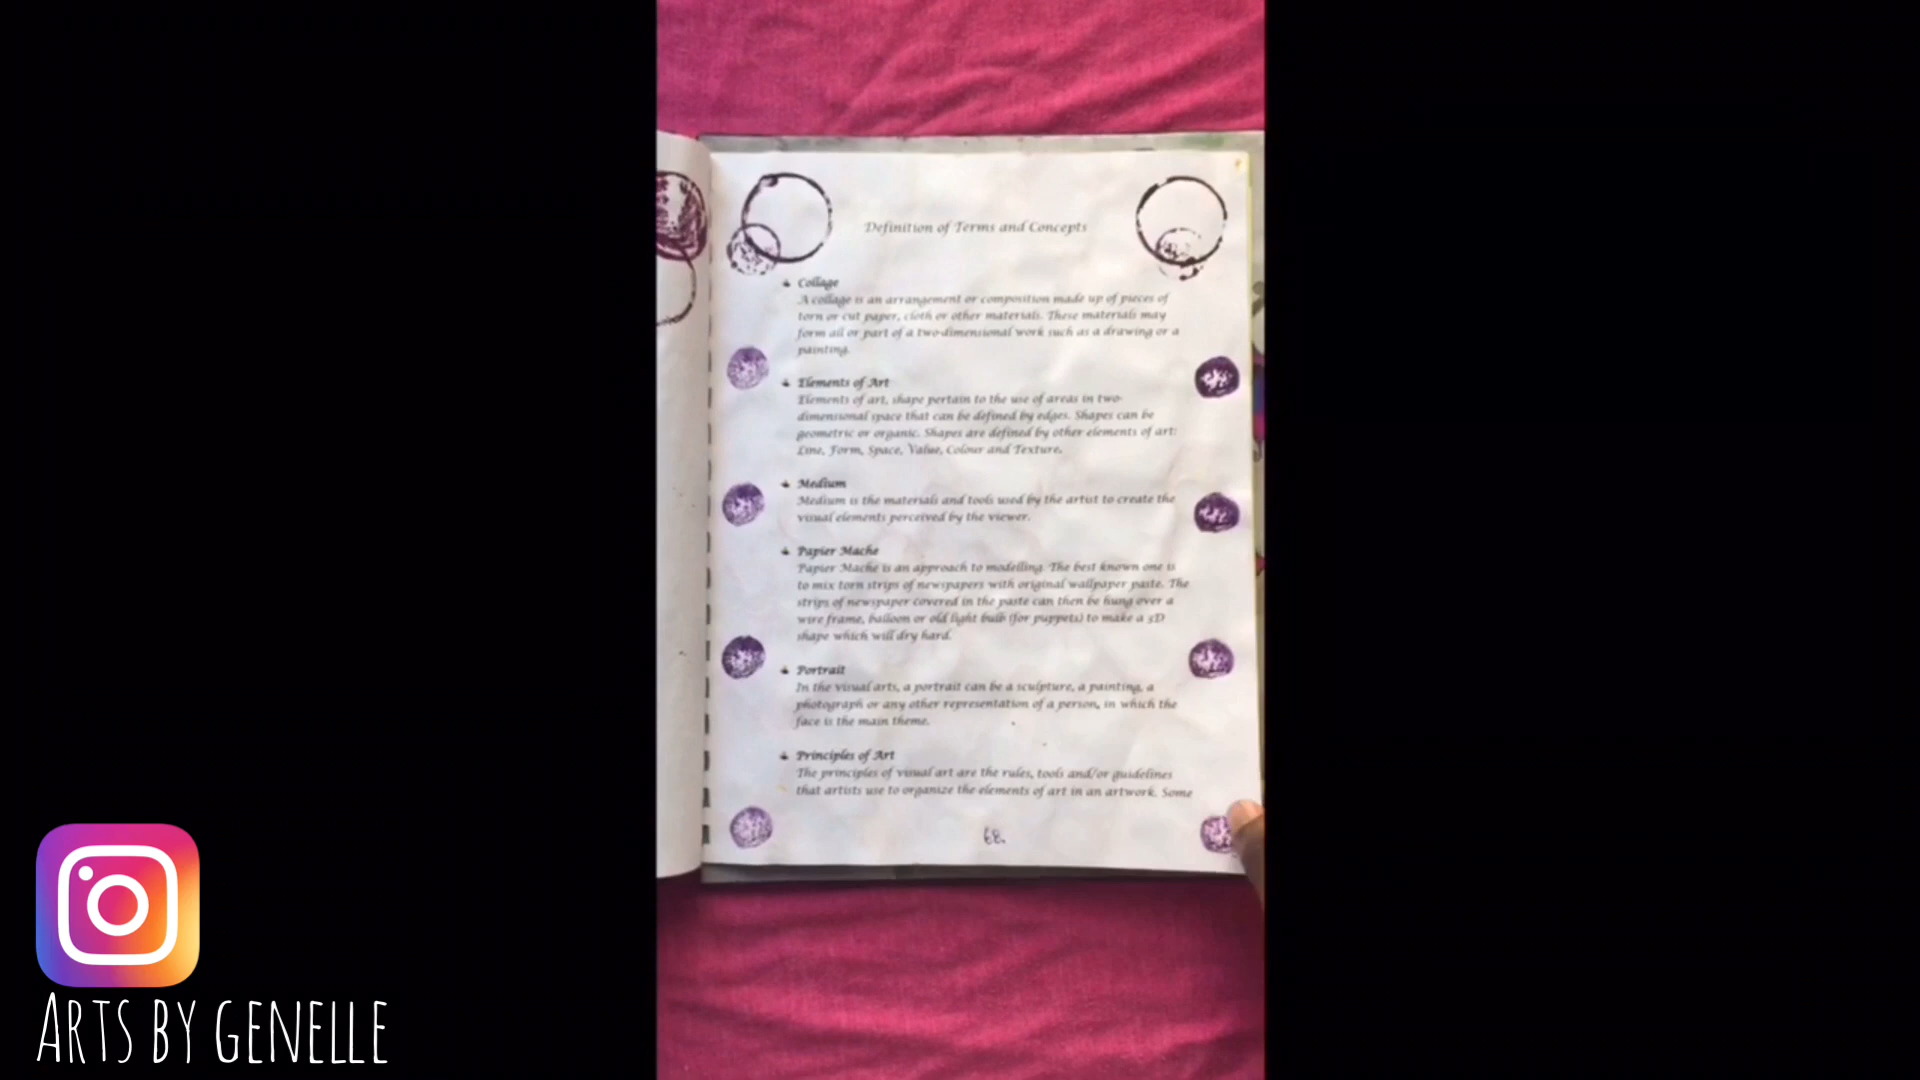 Definition of Terms and Concepts
Collage
A collage is an arrangement or composition made up of pieces of
torn or cut paper, cloth or other materials. These materials may
form all or part of a two-dimensional work such as a drawing or a
painting.
Elements of Art
Elements of art, shape pertain to the use of areas in two-
dimensional space that can be defined by edges. Shapes can be
geometric or organic. Shapes are defined by other elements of art:
Line, Form, Space, Value, Colour and Texture.
Medium
Medium is the materials and tools used by the artist to create the
visual elements perceived by the viewer.
Papier Mache
Papier Mache is an approach to modelling. The best known one is
to mix torn strips of newspapers with original wallpaper paste. The
strips of newspaper covered in the paste can then be hung over a
wire frame, balloon or old light bulb (for puppets) to make a 3D
shape which will dry hard.
Portrait
In the visual arts, a portrait can be a sculpture, a painting, a
photograph or any other representation of a person, in which the
face is the main theme.
Principles of Art
The principles of visual art are the rules, tools and/or guidelines
that artists use to organize the elements of art in an artwork. Some
68.
ARTS BY GENELLE